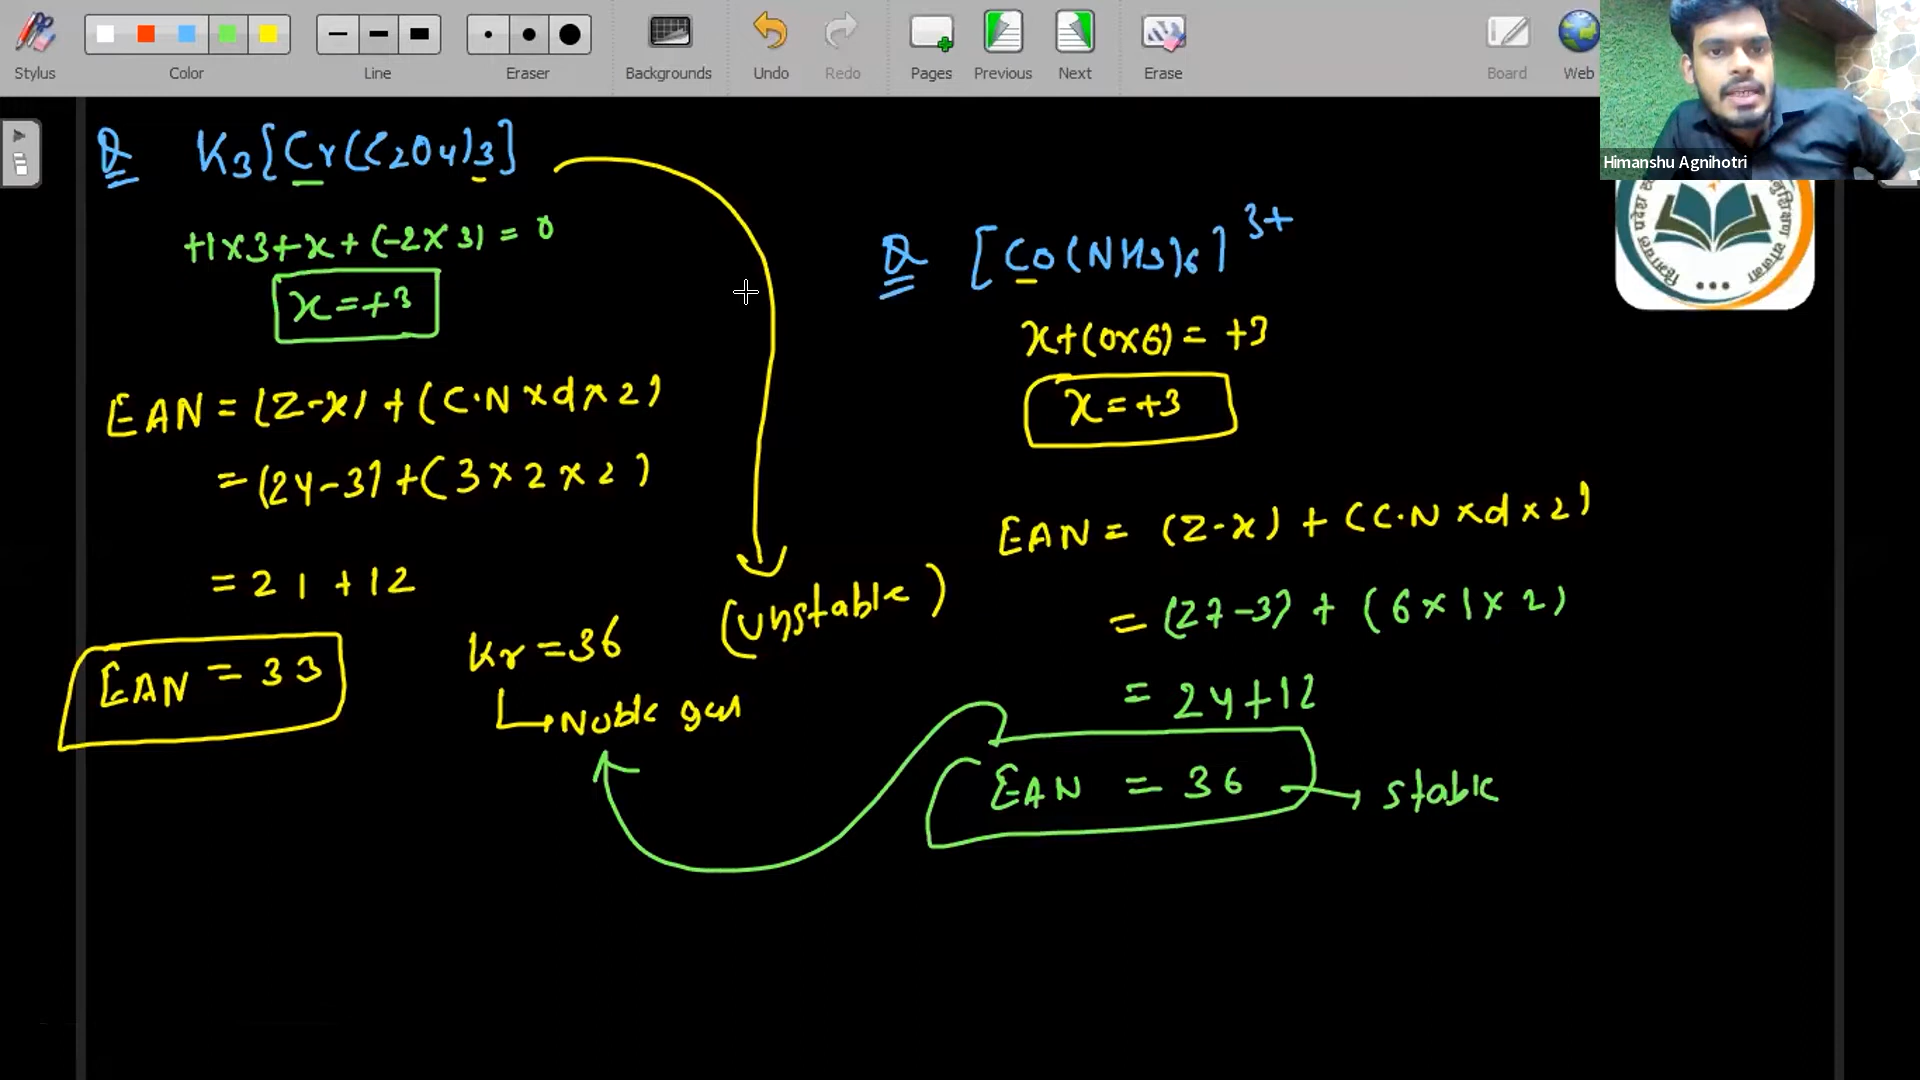 Stylus
Color
Line
Eraser
Backgrounds
Undo
Redo
Pages
Previous
Next
Erase
Board
Web
Himanshu Agnihotri
Q K3[Cr(C2O4)3]
+1×3+x+(-2×3) = 0
x=+3
EAN = (Z-x) + (C.N×d×2)
= (24-3) + (3×2×2)
= 21+12
EAN = 33
Kr = 36
Noble gas
(Unstable)
Q [Co(NH3)6]3+
x+(0×6) = +3
x=+3
EAN = (Z-x) + (C.N×d×2)
= (27-3) + (6×1×2)
= 24+12
EAN = 36 → stable